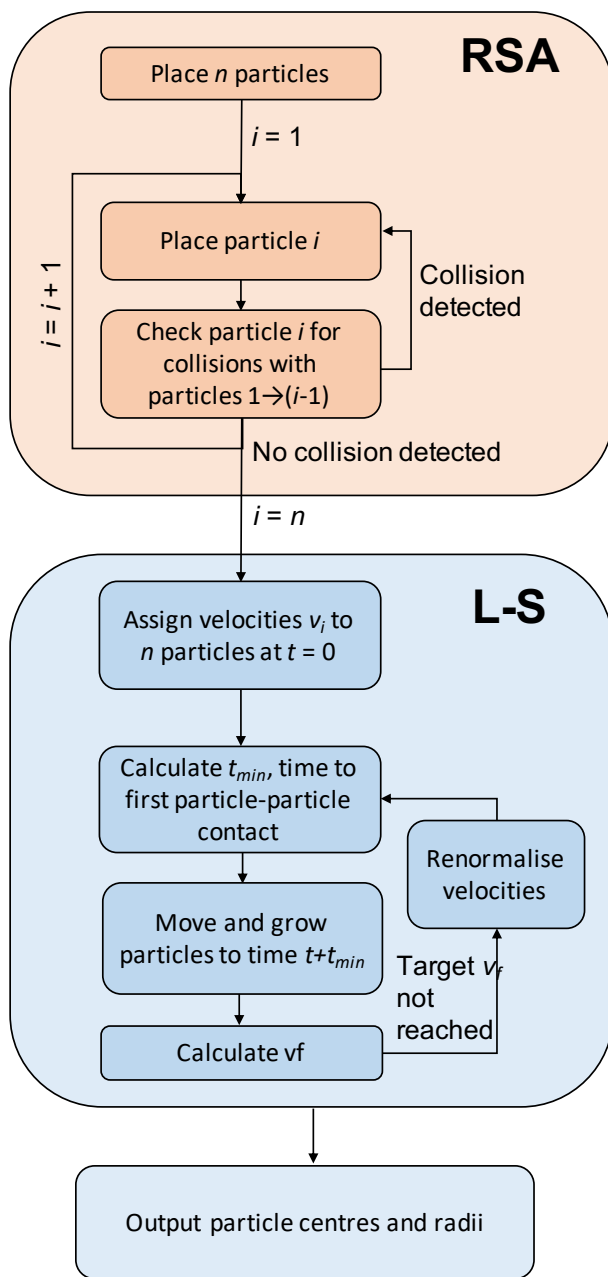 RSA
Place n particles
i = 1
Place particle i
i = i + 1
Collision
detected
Check particle i for
collisions with
particles 1→(i-1)
No collision detected
i = n
L-S
Assign velocities vi to
n particles at t = 0
Calculate tmin, time to
first particle-particle
contact
Renormalise
velocities
Move and grow
particles to time t+tmin
Target vf
not
reached
Calculate vf
Output particle centres and radii